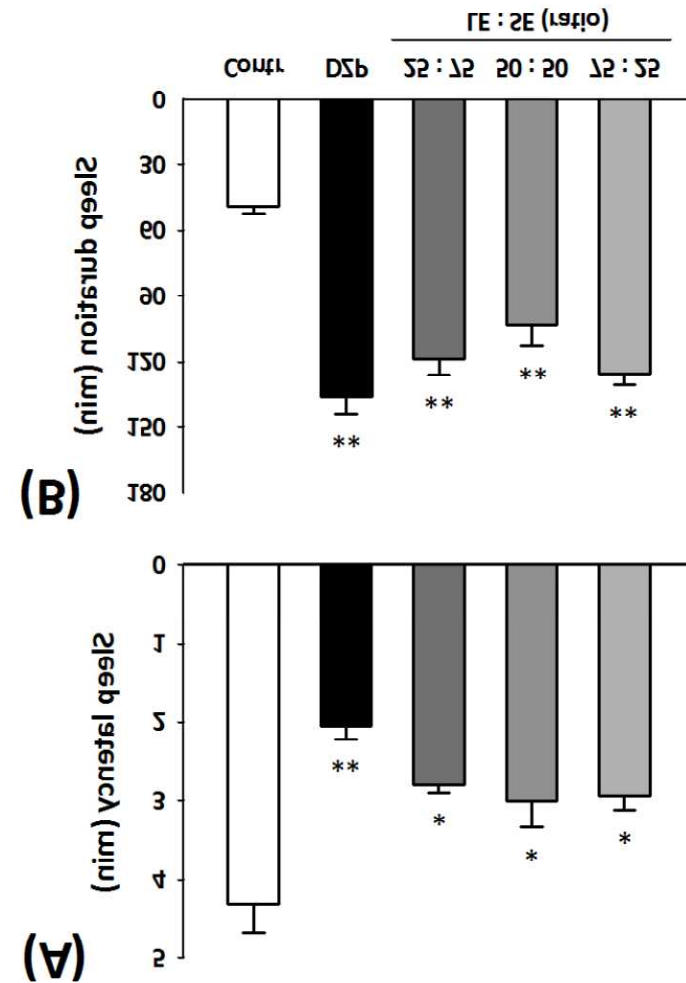 (A)
Sleep latency (min)
5
4
3
2
1
0
** * * *
(B)
Sleep duration (min)
180
150
120
90
60
30
0
** ** ** **
Contr DZP 25 : 75 50 : 50 75 : 25
LE : SE (ratio)